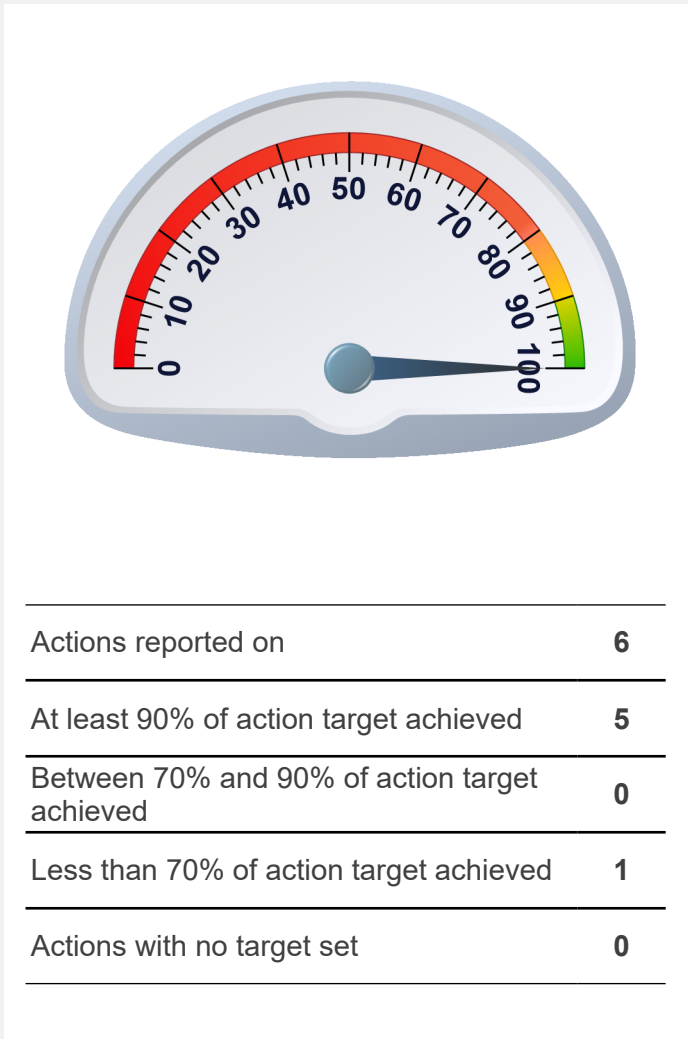 0
10
20
30
40
50
60
70
80
90
100
Actions reported on 6
At least 90% of action target achieved 5
Between 70% and 90% of action target
achieved 0
Less than 70% of action target achieved 1
Actions with no target set 0